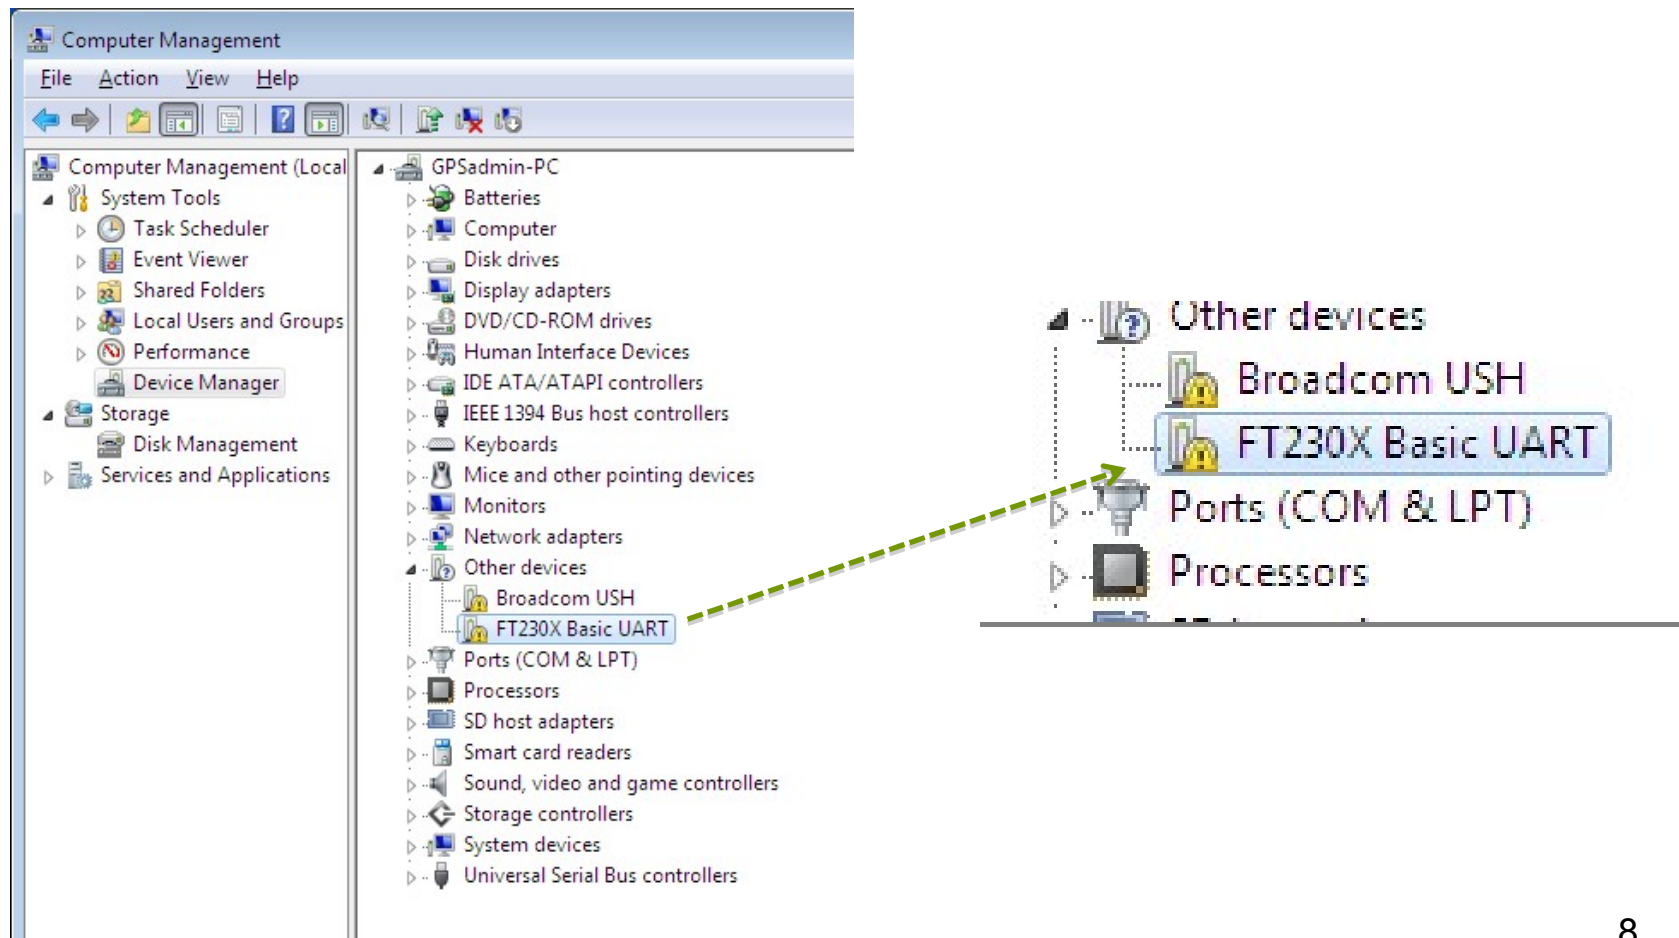 Computer Management
File Action View Help
Computer Management (Local
System Tools
Task Scheduler
Event Viewer
Shared Folders
Local Users and Groups
Performance
Device Manager
Storage
Disk Management
Services and Applications
GPSadmin-PC
Batteries
Computer
Disk drives
Display adapters
DVD/CD-ROM drives
Human Interface Devices
IDE ATA/ATAPI controllers
IEEE 1394 Bus host controllers
Keyboards
Mice and other pointing devices
Monitors
Network adapters
Other devices
Broadcom USH
FT230X Basic UART
Ports (COM & LPT)
Processors
SD host adapters
Smart card readers
Sound, video and game controllers
Storage controllers
System devices
Universal Serial Bus controllers
Other devices
Broadcom USH
FT230X Basic UART
Ports (COM & LPT)
Processors
8